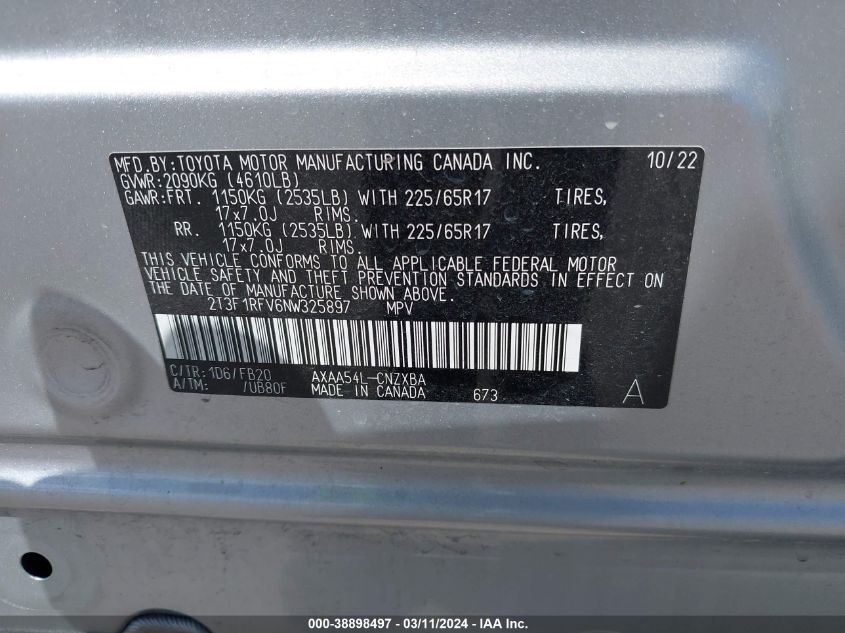 MFD.BY:TOYOTA MOTOR MANUFACTURING CANADA INC. 10/22
GVWR:2090KG (4610LB)
GAWR:FRT. 1150KG (2535LB) WITH 225/65R17 TIRES,
17x7.0J RIMS.
RR. 1150KG (2535LB) WITH 225/65R17 TIRES,
17x7.0J RIMS.
THIS VEHICLE CONFORMS TO ALL APPLICABLE FEDERAL MOTOR
VEHICLE SAFETY AND THEFT PREVENTION STANDARDS IN EFFECT ON
THE DATE OF MANUFACTURE SHOWN ABOVE.
2T3F1RFV6NW325897 MPV
C/TR:1D6/FB20 AXAA54L-CNZXBA
A/TM: /UB80F MADE IN CANADA 673 A
000-38898497 - 03/11/2024 - IAA Inc.